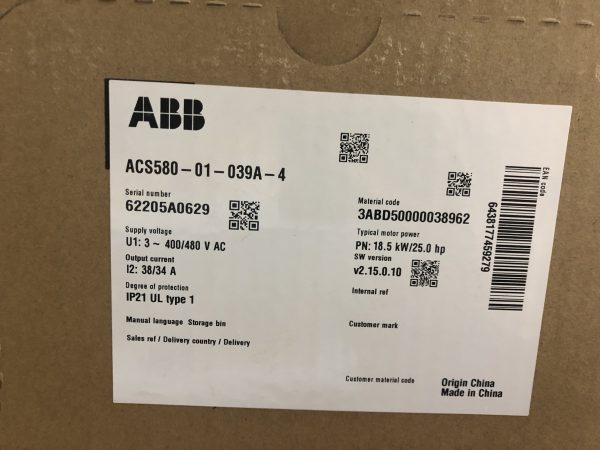 ABB
ACS580-01-039A-4
Serial number
62205A0629
Supply voltage
U1: 3 ~ 400/480 V AC
Output current
I2: 38/34 A
Degree of protection
IP21 UL type 1
Manual language Storage bin
Sales ref / Delivery country / Delivery
Material code
3ABD50000038962
Typical motor power
PN: 18.5 kW/25.0 hp
SW version
v2.15.0.10
Internal ref
Customer mark
Customer material code
Origin China
Made in China
EAN code
6438177459279